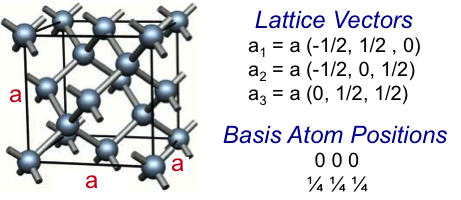 Lattice Vectors
a₁ = a (-1/2, 1/2 , 0)
a₂ = a (-1/2, 0, 1/2)
a₃ = a (0, 1/2, 1/2)
Basis Atom Positions
0 0 0
¼ ¼ ¼
a
a
a